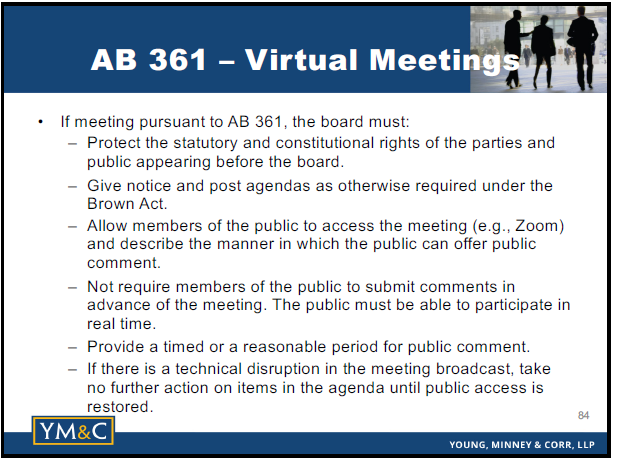 AB 361 – Virtual Meetings
• If meeting pursuant to AB 361, the board must:
– Protect the statutory and constitutional rights of the parties and
public appearing before the board.
– Give notice and post agendas as otherwise required under the
Brown Act.
– Allow members of the public to access the meeting (e.g., Zoom)
and describe the manner in which the public can offer public
comment.
– Not require members of the public to submit comments in
advance of the meeting. The public must be able to participate in
real time.
– Provide a timed or a reasonable period for public comment.
– If there is a technical disruption in the meeting broadcast, take
no further action on items in the agenda until public access is
restored.
84
YM&C
YOUNG, MINNEY & CORR, LLP